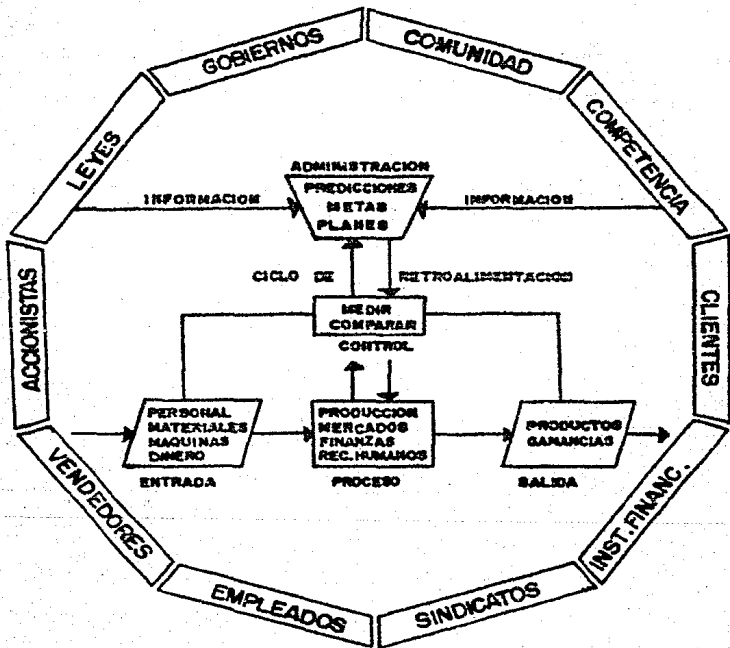 GOBIERNOS
COMUNIDAD
LEYES
COMPETENCIA
ADMINISTRACION
INFORMACION
PREDICCIONES
METAS
PLANES
INFORMACION
ACCIONISTAS
CLIENTES
CICLO DE RETROALIMENTACION
MEDIR
COMPARAR
CONTROL
PERSONAL
MATERIALES
MAQUINAS
DINERO
ENTRADA
PRODUCCION
MERCADOS
FINANZAS
REC. HUMANOS
PROCESO
PRODUCTOS
GANANCIAS
SALIDA
VENDEDORES
INST. FINANC.
EMPLEADOS
SINDICATOS